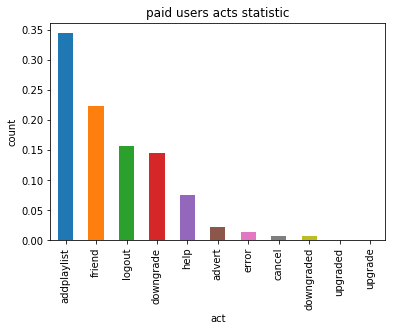 paid users acts statistic
0.35
0.30
0.25
0.20
0.15
0.10
0.05
0.00
count
addplaylist
friend
logout
downgrade
help
advert
error
cancel
downgraded
upgraded
upgrade
act